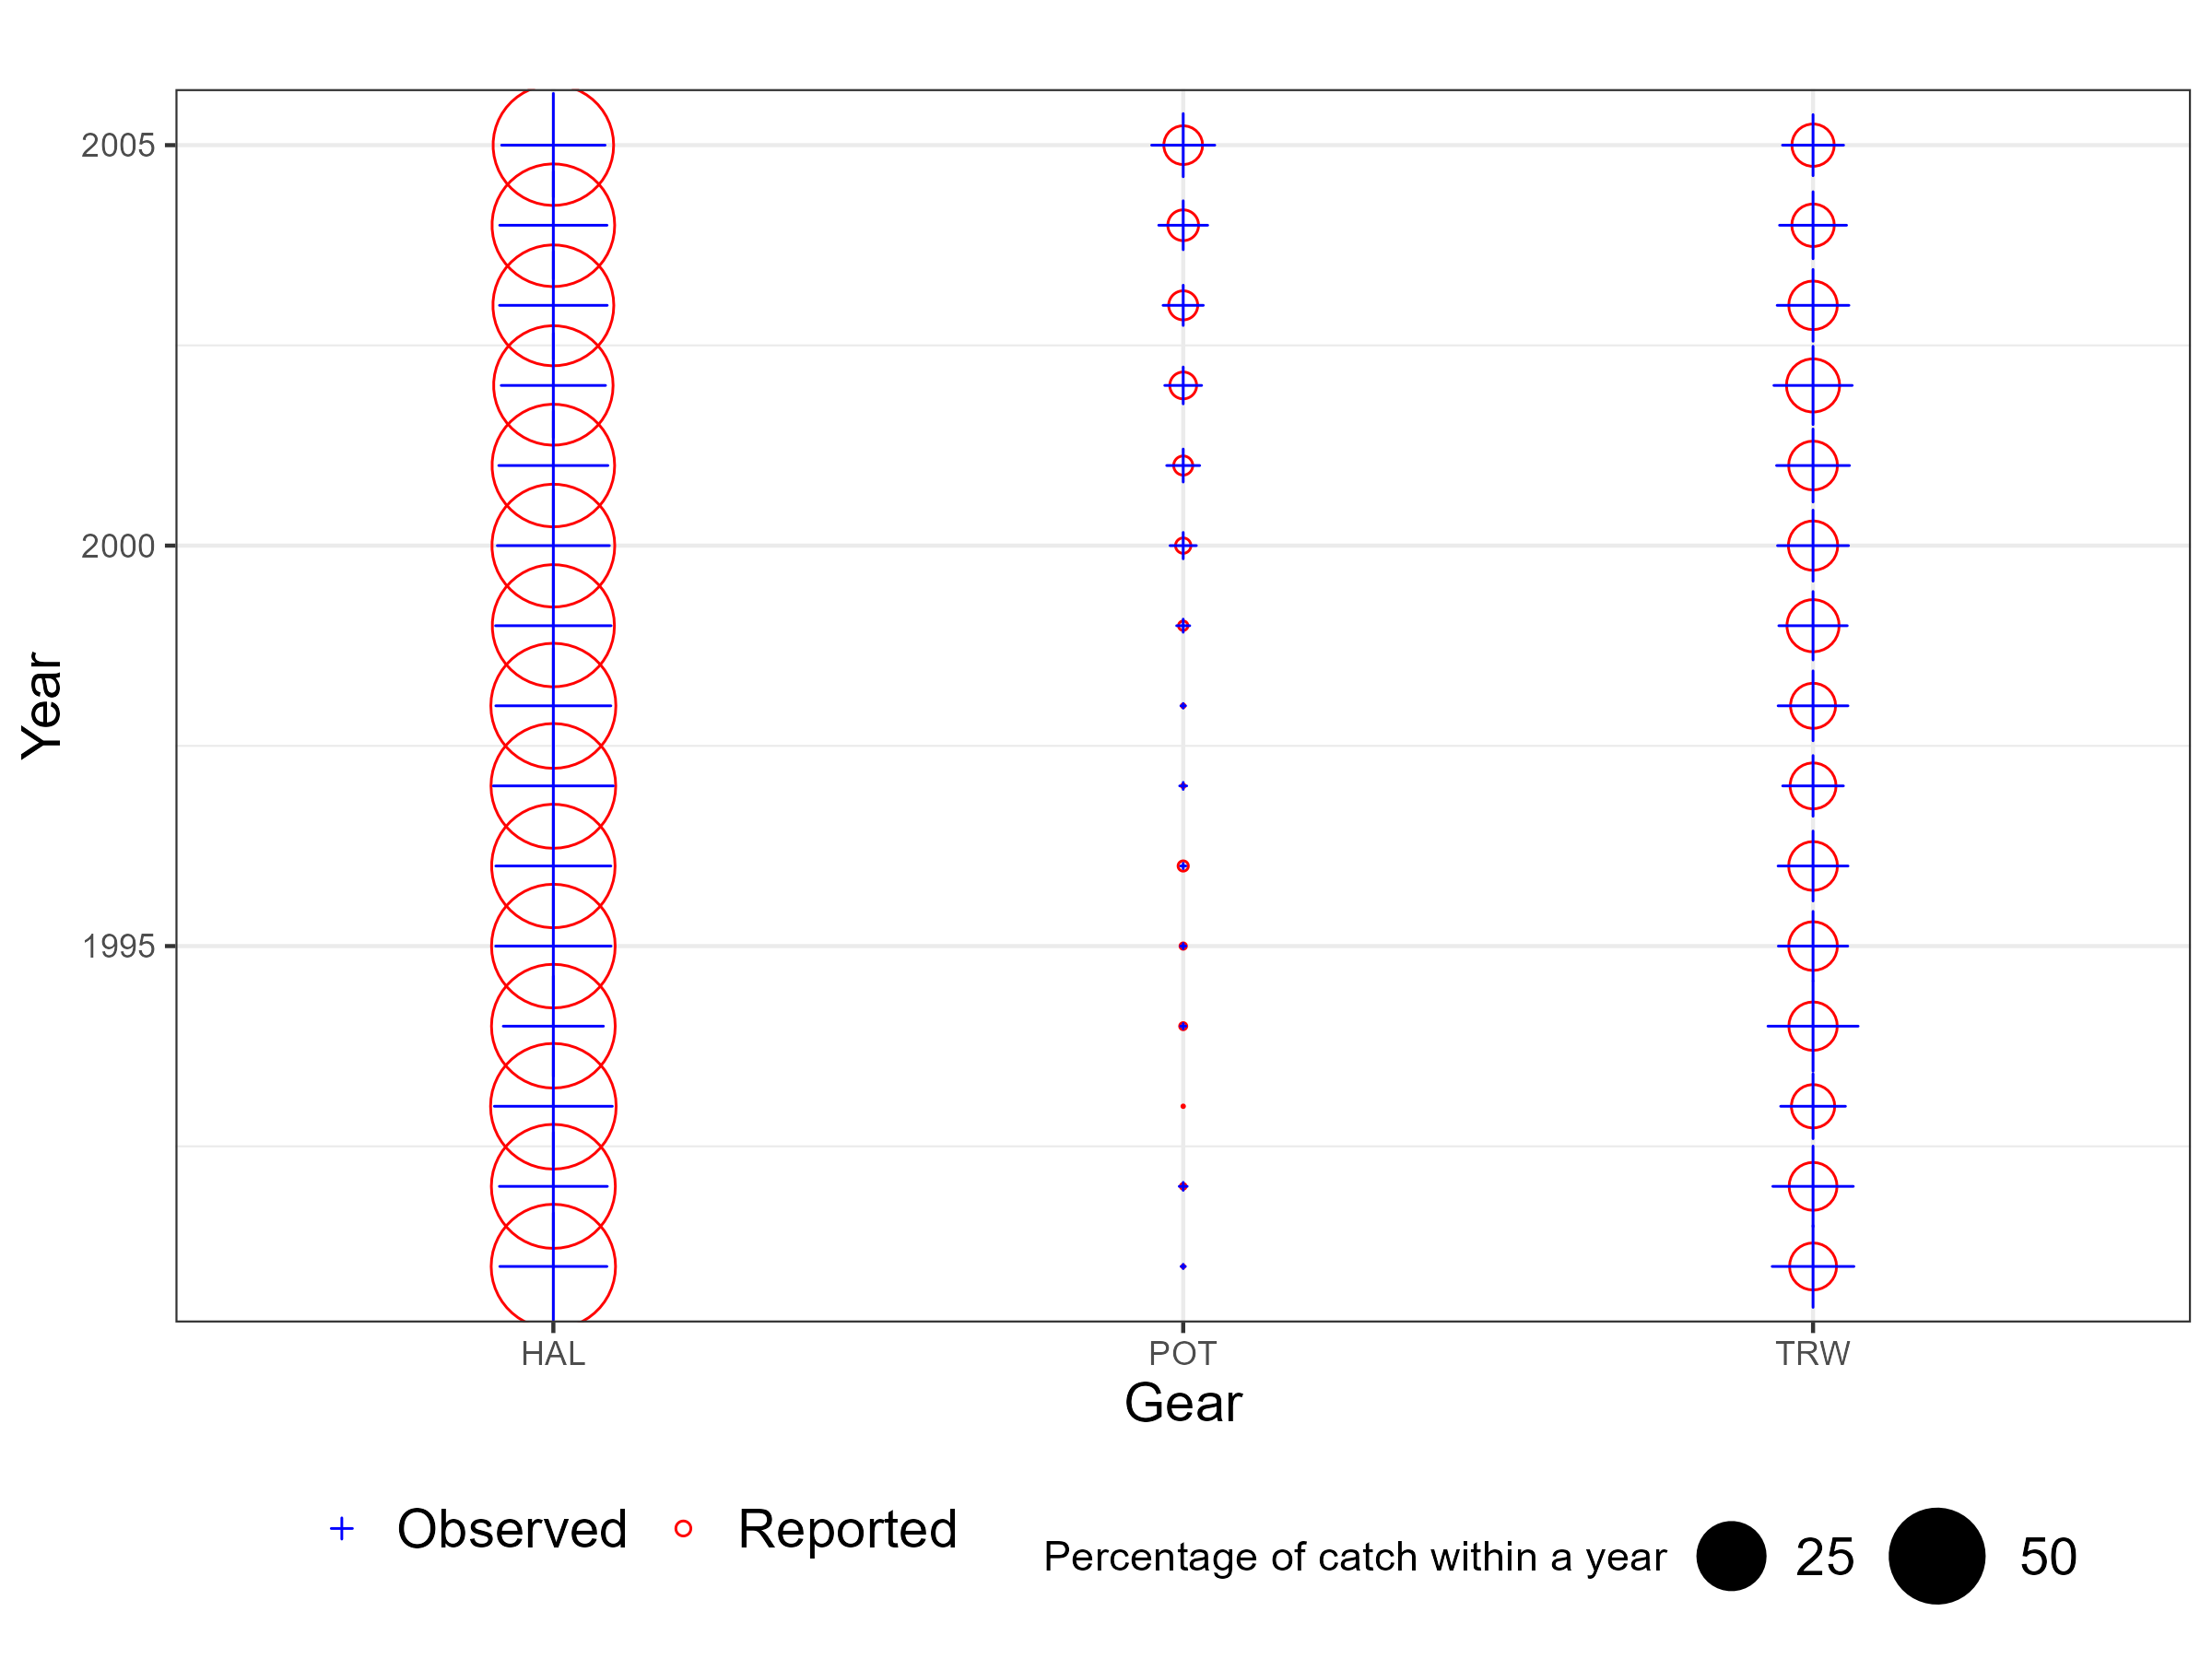 2005
2000
1995
Year
HAL POT TRW
Gear
Observed Reported Percentage of catch within a year 25 50